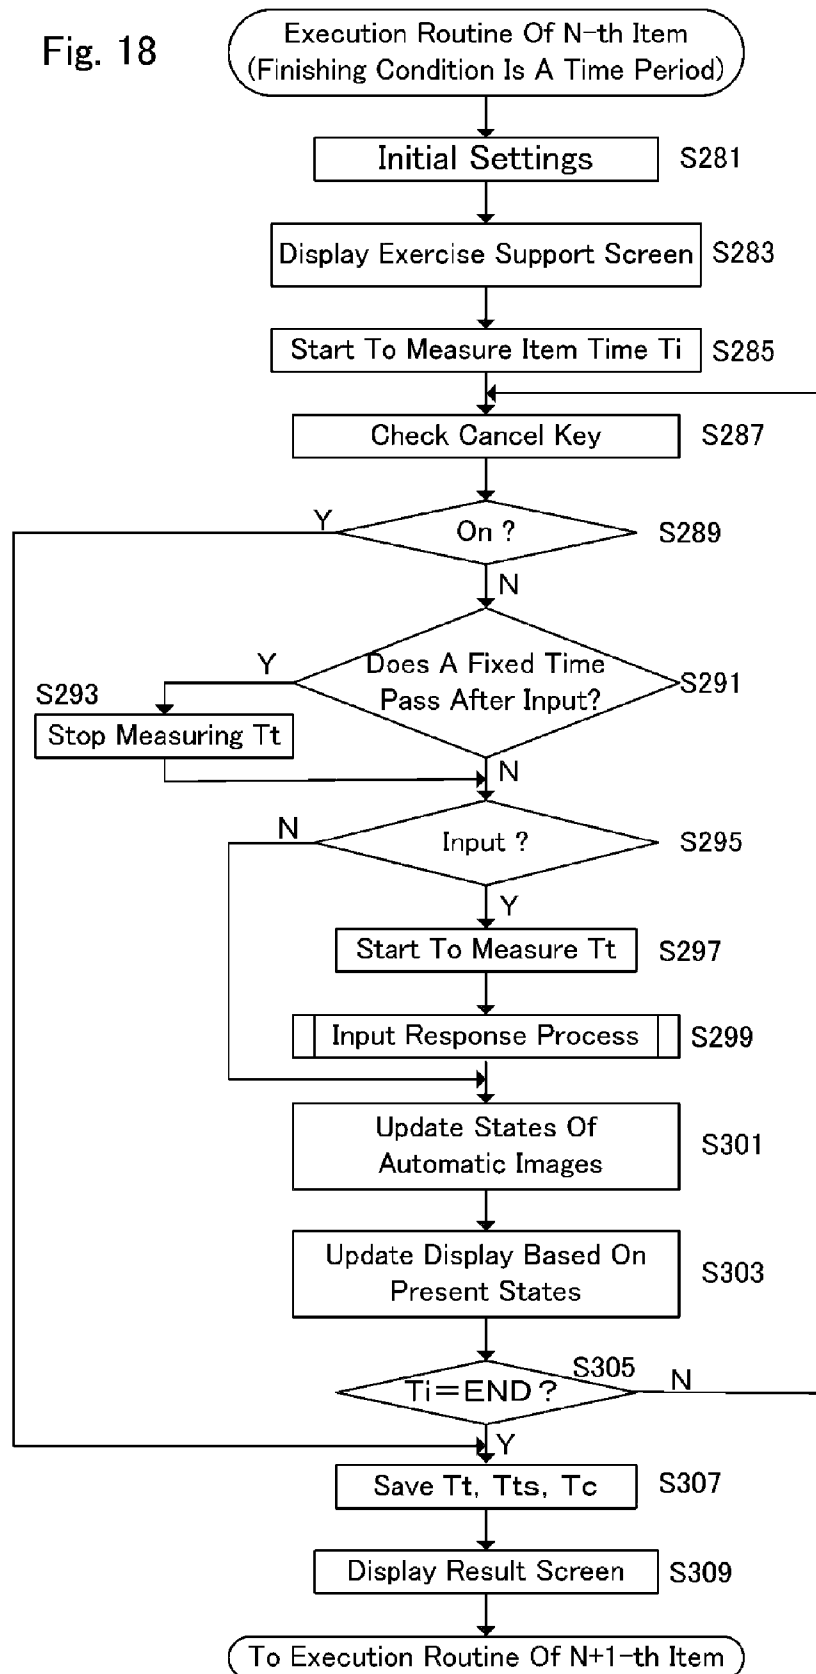 Fig. 18
Execution Routine Of N-th Item
(Finishing Condition Is A Time Period)
Initial Settings
S281
Display Exercise Support Screen
S283
Start To Measure Item Time Ti
S285
Check Cancel Key
S287
Y
On ?
S289
N
Y
Does A Fixed Time
Pass After Input?
S291
S293
Stop Measuring Tt
N
N
Input ?
S295
Y
Start To Measure Tt
S297
Input Response Process
S299
Update States Of
Automatic Images
S301
Update Display Based On
Present States
S303
S305
Ti=END ?
N
Y
Save Tt, Tts, Tc
S307
Display Result Screen
S309
To Execution Routine Of N+1-th Item